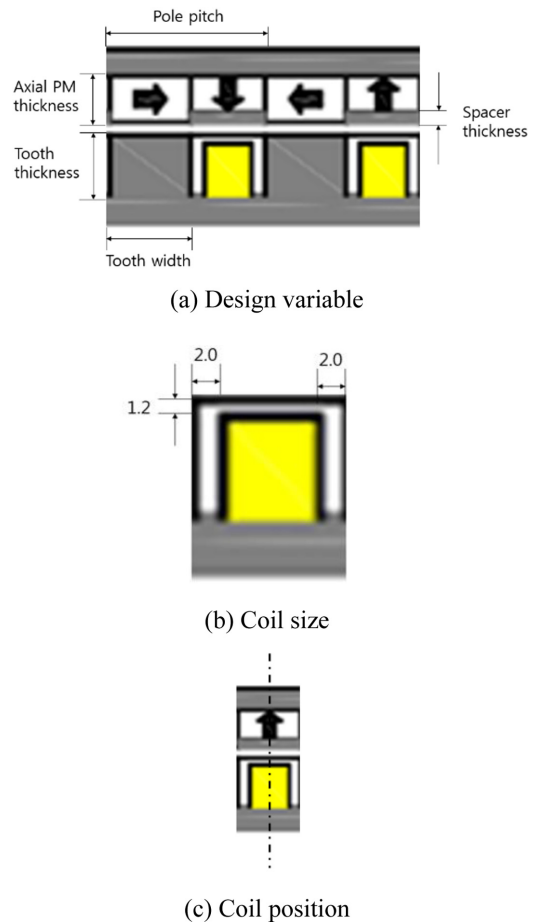 Pole pitch
Axial PM
thickness
Spacer
thickness
Tooth
thickness
Tooth width
(a) Design variable
2.0
2.0
1.2
(b) Coil size
(c) Coil position